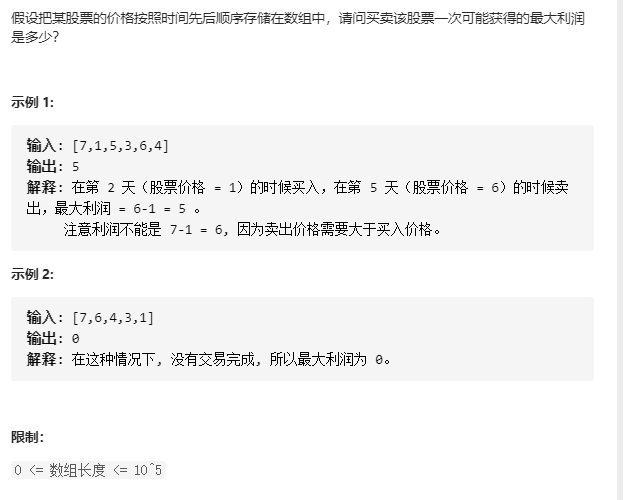 假设把某股票的价格按照时间先后顺序存储在数组中，请问买卖该股票一次可能获得的最大利润
是多少？
示例 1:
输入: [7,1,5,3,6,4]
输出: 5
解释: 在第 2 天（股票价格 = 1）的时候买入，在第 5 天（股票价格 = 6）的时候卖
出，最大利润 = 6-1 = 5 。
注意利润不能是 7-1 = 6, 因为卖出价格需要大于买入价格。
示例 2:
输入: [7,6,4,3,1]
输出: 0
解释: 在这种情况下, 没有交易完成, 所以最大利润为 0。
限制：
0 <= 数组长度 <= 10^5